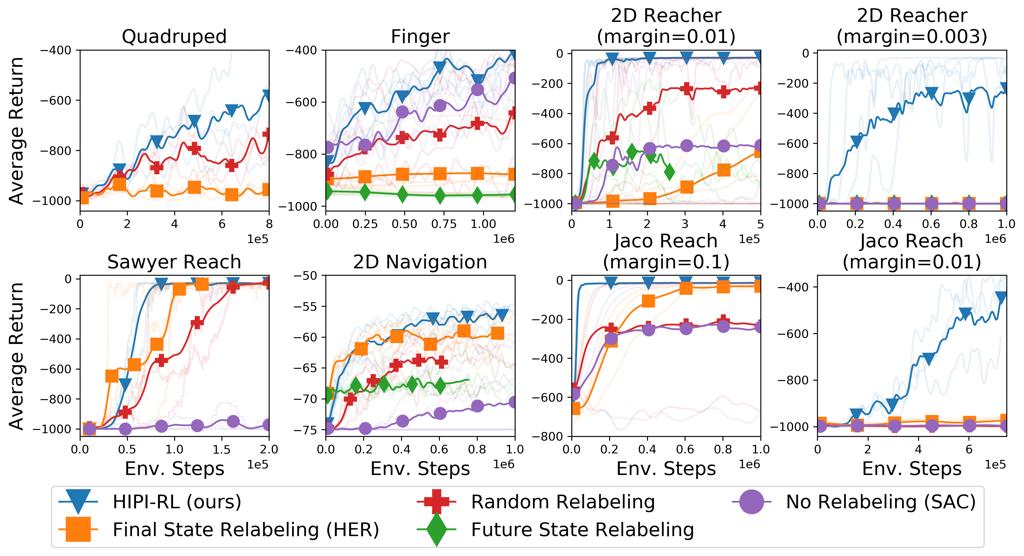 Quadruped
Finger
2D Reacher
(margin=0.01)
2D Reacher
(margin=0.003)
Average Return
−400
−600
−800
−1000
0 2 4 6 8
1e5
−400
−600
−800
−1000
0.00 0.25 0.50 0.75 1.00
1e6
0
−200
−400
−600
−800
−1000
0 1 2 3 4 5
1e5
0
−200
−400
−600
−800
−1000
0.0 0.2 0.4 0.6 0.8 1.0
1e6
Sawyer Reach
2D Navigation
Jaco Reach
(margin=0.1)
Jaco Reach
(margin=0.01)
Average Return
0
−200
−400
−600
−800
−1000
0.0 0.5 1.0 1.5 2.0
1e5
Env. Steps
−50
−55
−60
−65
−70
−75
0.0 0.2 0.4 0.6 0.8 1.0
1e6
Env. Steps
0
−200
−400
−600
−800
0.0 0.2 0.4 0.6 0.8 1.0
1e6
Env. Steps
−400
−600
−800
−1000
0 2 4 6
1e5
Env. Steps
HIPI-RL (ours)
Random Relabeling
No Relabeling (SAC)
Final State Relabeling (HER)
Future State Relabeling